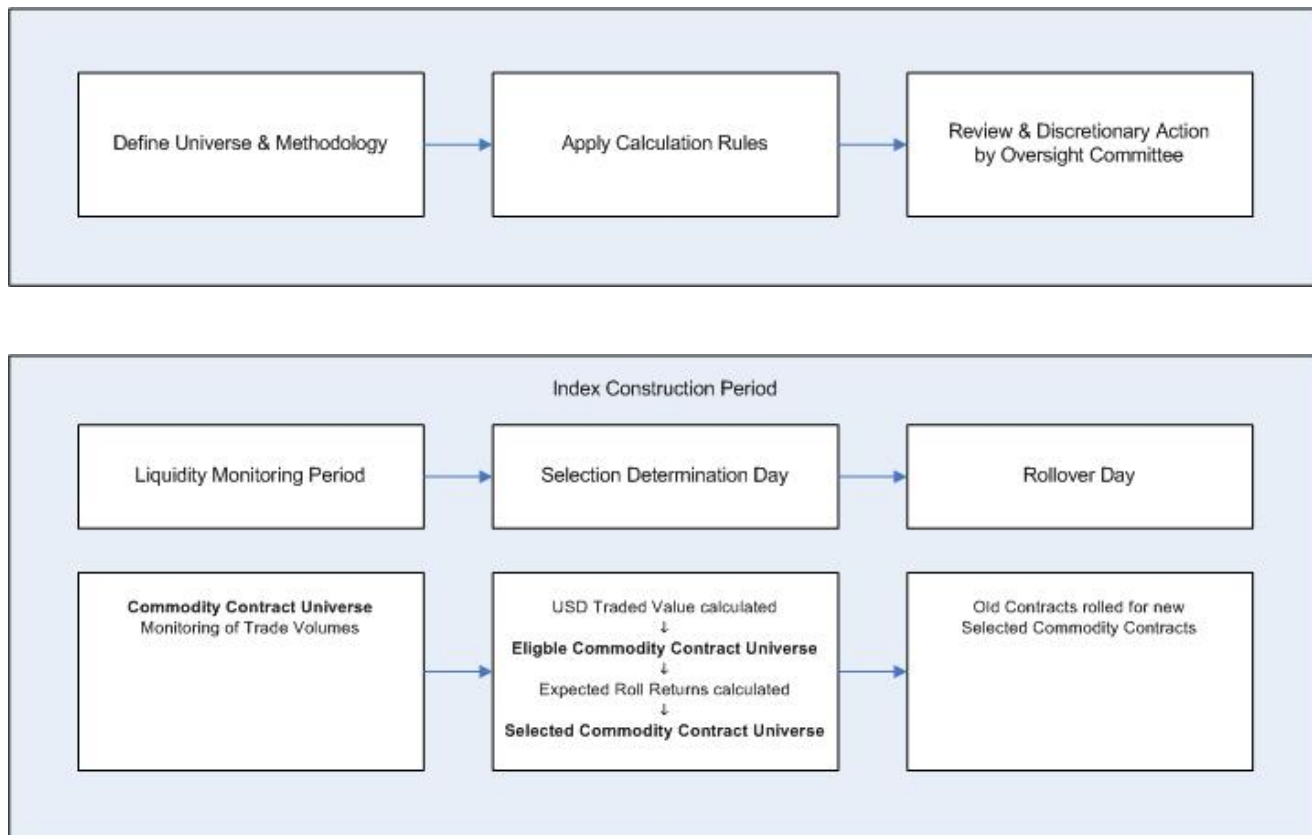 Define Universe & Methodology
Apply Calculation Rules
Review & Discretionary Action
by Oversight Committee
Index Construction Period
Liquidity Monitoring Period
Selection Determination Day
Rollover Day
Commodity Contract Universe
Monitoring of Trade Volumes
USD Traded Value calculated
↓
Eligble Commodity Contract Universe
↓
Expected Roll Returns calculated
↓
Selected Commodity Contract Universe
Old Contracts rolled for new
Selected Commodity Contracts